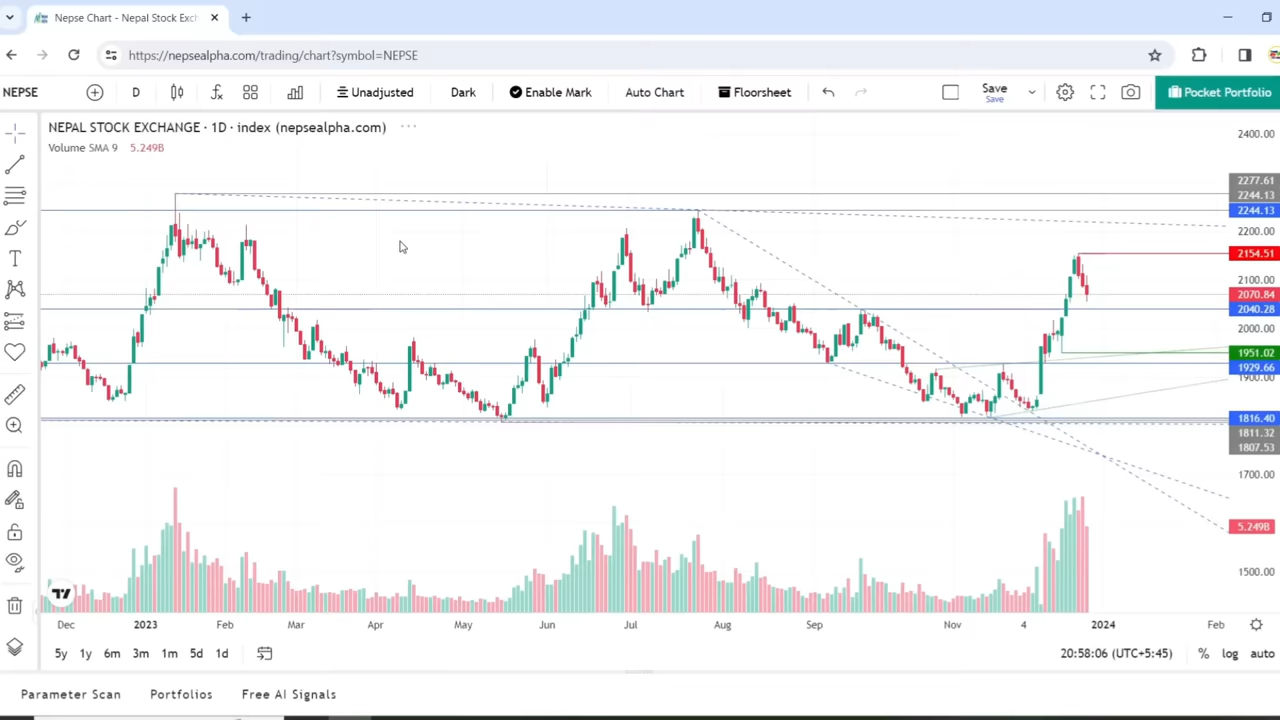 Nepse Chart - Nepal Stock Exch
https://nepsealpha.com/trading/chart?symbol=NEPSE
NEPSE
D
Unadjusted
Dark
Enable Mark
Auto Chart
Floorsheet
Save
Save
Pocket Portfolio
NEPAL STOCK EXCHANGE · 1D · index (nepsealpha.com)
Volume SMA 9 5.249B
2400.00
2277.61
2244.13
2244.13
2200.00
2154.51
2100.00
2070.84
2040.28
2000.00
1951.02
1929.66
1900.00
1816.40
1811.32
1807.53
1700.00
5.249B
1500.00
Dec 2023 Feb Mar Apr May Jun Jul Aug Sep Nov 4 2024 Feb
5y 1y 6m 3m 1m 5d 1d
20:58:06 (UTC+5:45) % log auto
Parameter Scan Portfolios Free AI Signals